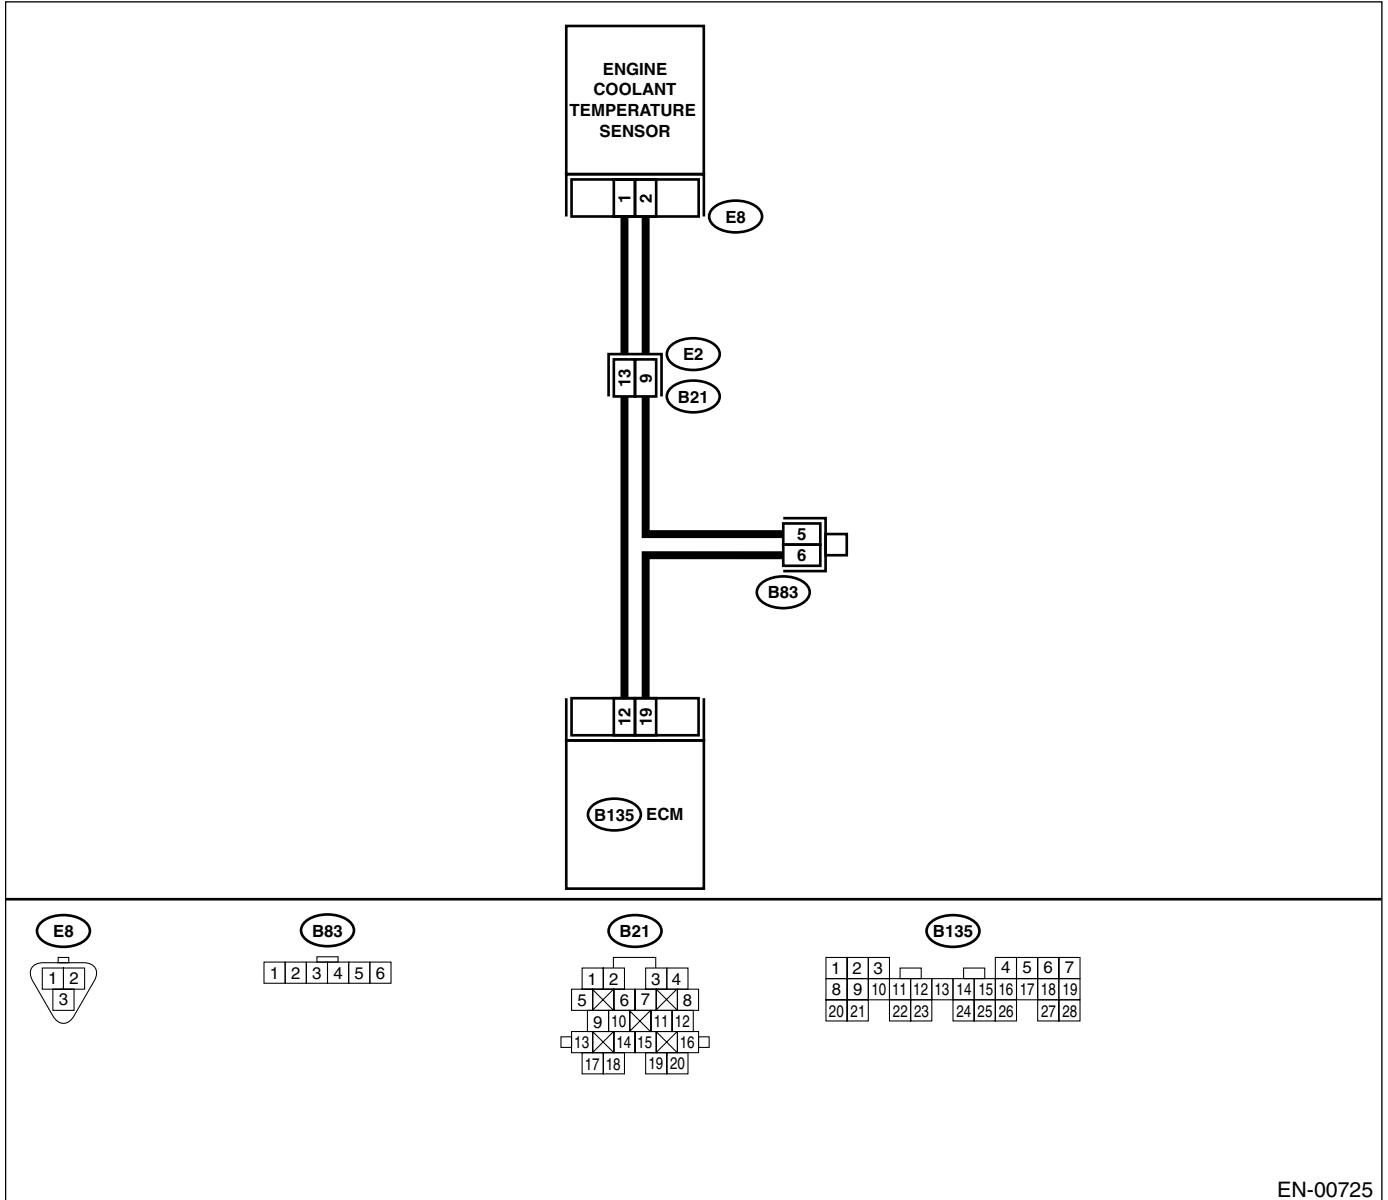 ENGINE
COOLANT
TEMPERATURE
SENSOR
1 2
E8
E2
13 9
B21
5
6
B83
12 19
B135 ECM
E8 B83 B21 B135
1 2
3
1 2 3 4 5 6
1 2 3 4
5 6 7 8
9 10 11 12
13 14 15 16
17 18 19 20
1 2 3 4 5 6 7
8 9 10 11 12 13 14 15 16 17 18 19
20 21 22 23 24 25 26 27 28
EN-00725